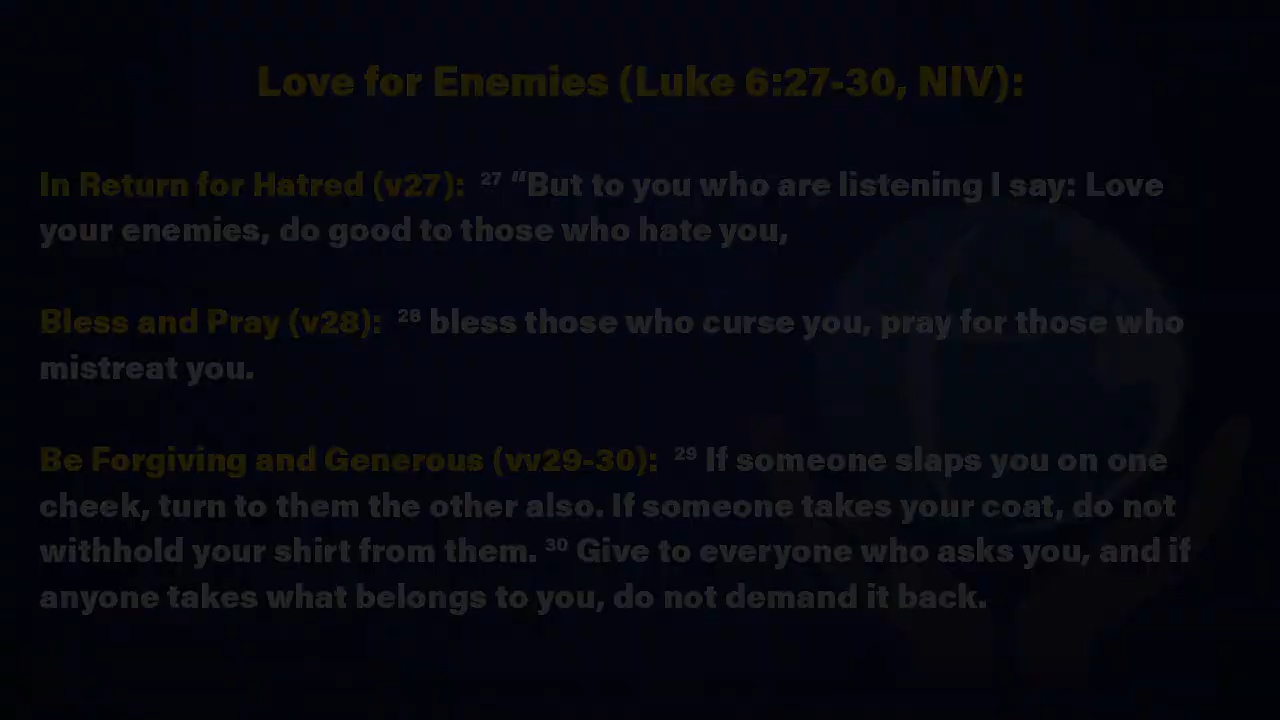 Love for Enemies (Luke 6:27-30, NIV):
In Return for Hatred (v27): ²⁷ “But to you who are listening I say: Love
your enemies, do good to those who hate you,
Bless and Pray (v28): ²⁸ bless those who curse you, pray for those who
mistreat you.
Be Forgiving and Generous (vv29-30): ²⁹ If someone slaps you on one
cheek, turn to them the other also. If someone takes your coat, do not
withhold your shirt from them. ³⁰ Give to everyone who asks you, and if
anyone takes what belongs to you, do not demand it back.